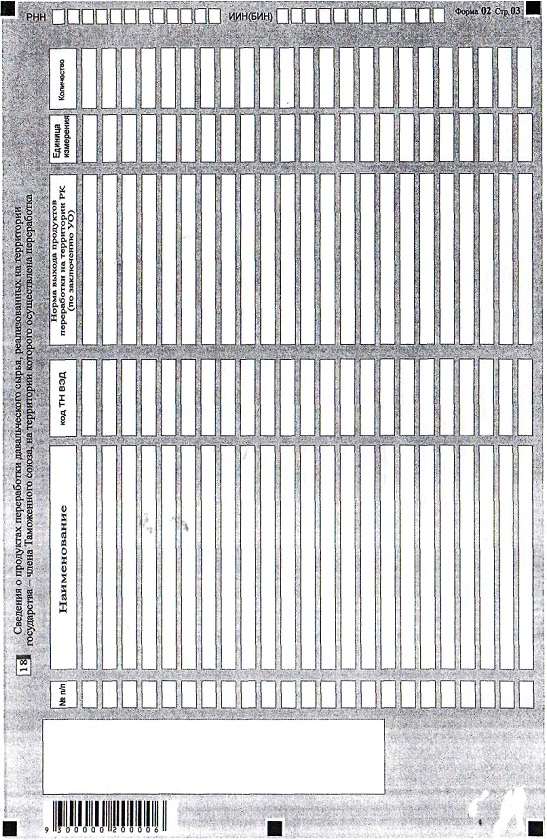 РНН ИИН(БИН) Форма 02 Стр. 03
18 Сведения о продуктах переработки давальческого сырья, реализованных на территории
государства – члена Таможенного союза, на территории которого осуществлена переработка
№ п/п
Наименование
код ТН ВЭД
Норма выхода продуктов
переработки на территории РК
(по заключению УО)
Единица
измерения
Количество
9 300000 200006